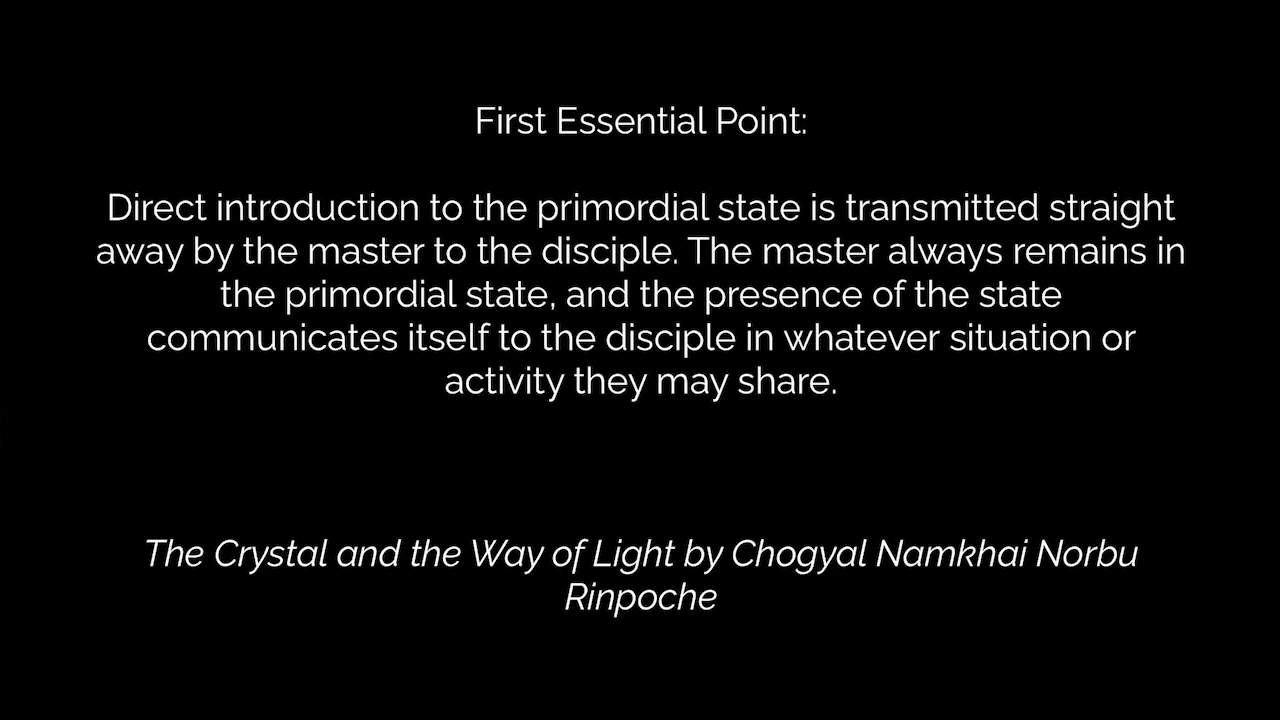 First Essential Point:
Direct introduction to the primordial state is transmitted straight
away by the master to the disciple. The master always remains in
the primordial state, and the presence of the state
communicates itself to the disciple in whatever situation or
activity they may share.
The Crystal and the Way of Light by Chogyal Namkhai Norbu
Rinpoche